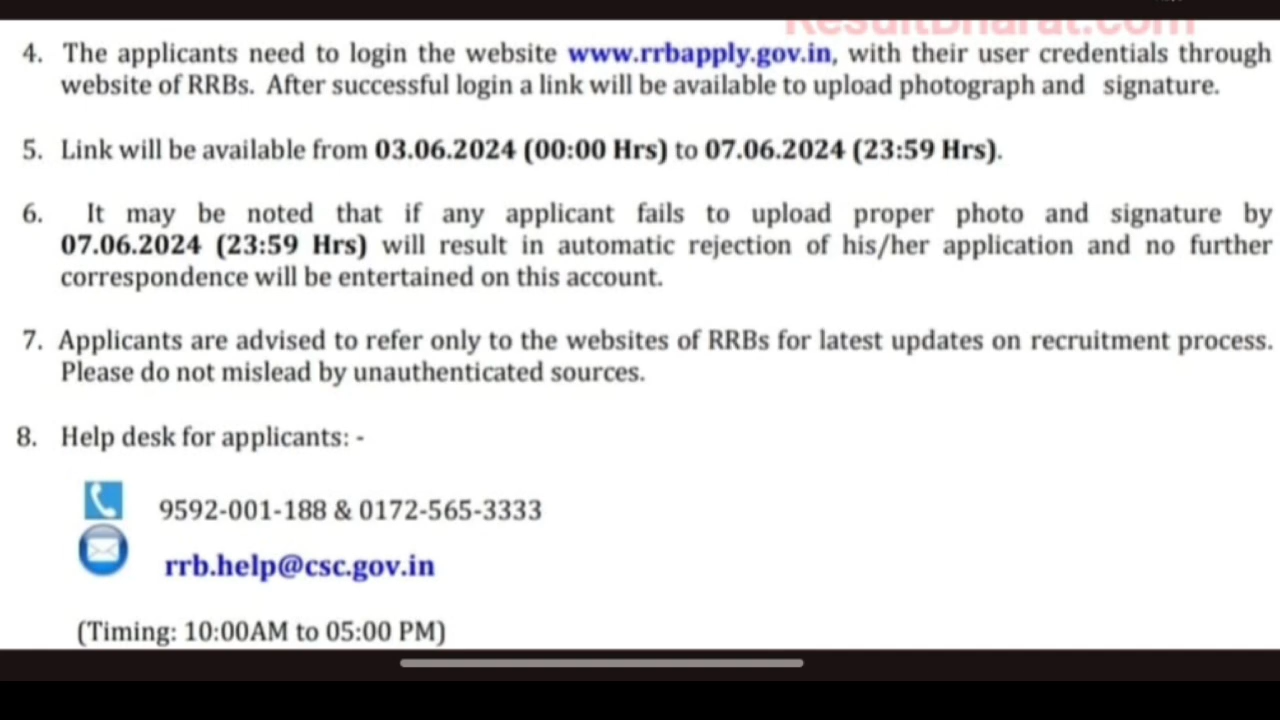 ResultBharat.com
4. The applicants need to login the website www.rrbapply.gov.in, with their user credentials through
website of RRBs. After successful login a link will be available to upload photograph and signature.
5. Link will be available from 03.06.2024 (00:00 Hrs) to 07.06.2024 (23:59 Hrs).
6. It may be noted that if any applicant fails to upload proper photo and signature by
07.06.2024 (23:59 Hrs) will result in automatic rejection of his/her application and no further
correspondence will be entertained on this account.
7. Applicants are advised to refer only to the websites of RRBs for latest updates on recruitment process.
Please do not mislead by unauthenticated sources.
8. Help desk for applicants: -
9592-001-188 & 0172-565-3333
rrb.help@csc.gov.in
(Timing: 10:00AM to 05:00 PM)